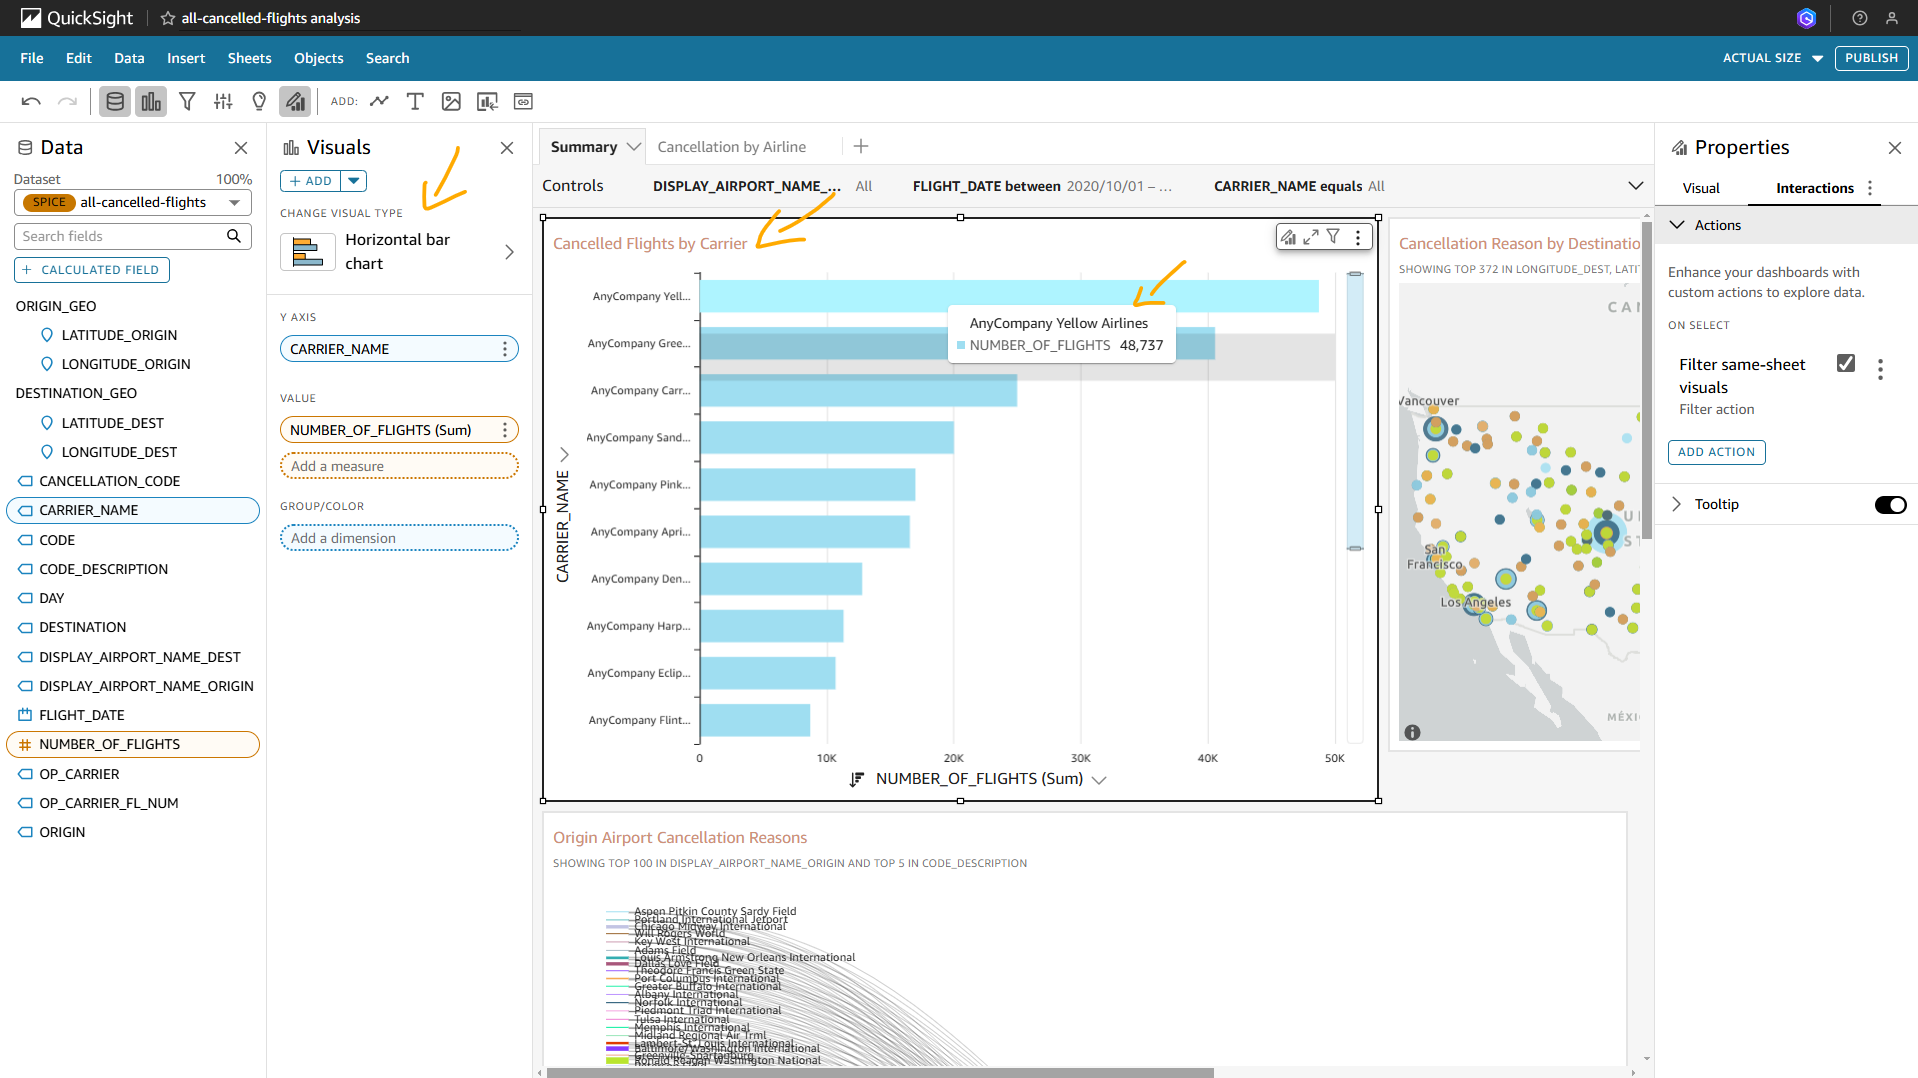 QuickSight
all-cancelled-flights analysis
File Edit Data Insert Sheets Objects Search
ACTUAL SIZE
PUBLISH
ADD:
Data
Dataset
100%
SPICE all-cancelled-flights
Search fields
+ CALCULATED FIELD
ORIGIN_GEO
LATITUDE_ORIGIN
LONGITUDE_ORIGIN
DESTINATION_GEO
LATITUDE_DEST
LONGITUDE_DEST
CANCELLATION_CODE
CARRIER_NAME
CODE
CODE_DESCRIPTION
DAY
DESTINATION
DISPLAY_AIRPORT_NAME_DEST
DISPLAY_AIRPORT_NAME_ORIGIN
FLIGHT_DATE
NUMBER_OF_FLIGHTS
OP_CARRIER
OP_CARRIER_FL_NUM
ORIGIN
Visuals
+ ADD
CHANGE VISUAL TYPE
Horizontal bar
chart
Y AXIS
CARRIER_NAME
VALUE
NUMBER_OF_FLIGHTS (Sum)
Add a measure
GROUP/COLOR
Add a dimension
Summary
Cancellation by Airline
Controls
DISPLAY_AIRPORT_NAME_... All
FLIGHT_DATE between 2020/10/01 – ...
CARRIER_NAME equals All
Cancelled Flights by Carrier
CARRIER_NAME
AnyCompany Yell...
AnyCompany Gree...
AnyCompany Carr...
AnyCompany Sand...
AnyCompany Pink...
AnyCompany Apri...
AnyCompany Den...
AnyCompany Harp...
AnyCompany Eclip...
AnyCompany Flint...
AnyCompany Yellow Airlines
NUMBER_OF_FLIGHTS 48,737
0 10K 20K 30K 40K 50K
NUMBER_OF_FLIGHTS (Sum)
Cancellation Reason by Destinatio
SHOWING TOP 372 IN LONGITUDE_DEST, LATI
CAN
Vancouver
U
ST
San
Francisco
Los Angeles
MÉXI
Origin Airport Cancellation Reasons
SHOWING TOP 100 IN DISPLAY_AIRPORT_NAME_ORIGIN AND TOP 5 IN CODE_DESCRIPTION
Aspen Pitkin County Sardy Field
Portland International Jetport
Chicago Midway International
Will Rogers World
Key West International
Adams Field
Louis Armstrong New Orleans International
Dallas Love Field
Theodore Francis Green State
Port Columbus International
Greater Buffalo International
Albany International
Norfolk International
Piedmont Triad International
Tulsa International
Memphis International
Midland Regional Air Trml
Lambert-St. Louis International
Baltimore/Washington International
Greenville-Spartanburg
Ronald Reagan Washington National
Properties
Visual
Interactions
Actions
Enhance your dashboards with
custom actions to explore data.
ON SELECT
Filter same-sheet
visuals
Filter action
ADD ACTION
Tooltip